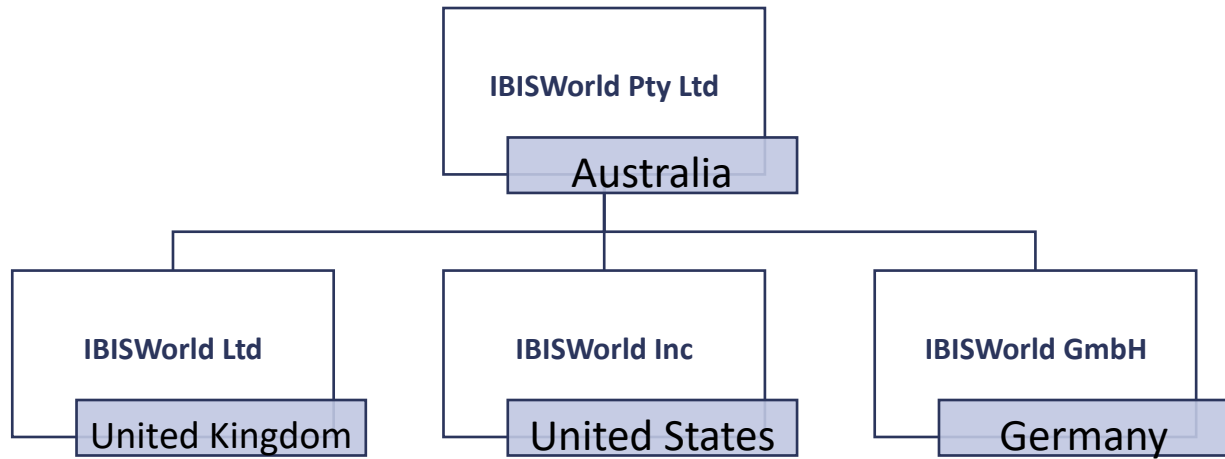 IBISWorld Pty Ltd
Australia
IBISWorld Ltd
United Kingdom
IBISWorld Inc
United States
IBISWorld GmbH
Germany